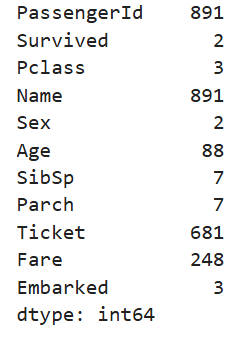 PassengerId 891
Survived 2
Pclass 3
Name 891
Sex 2
Age 88
SibSp 7
Parch 7
Ticket 681
Fare 248
Embarked 3
dtype: int64